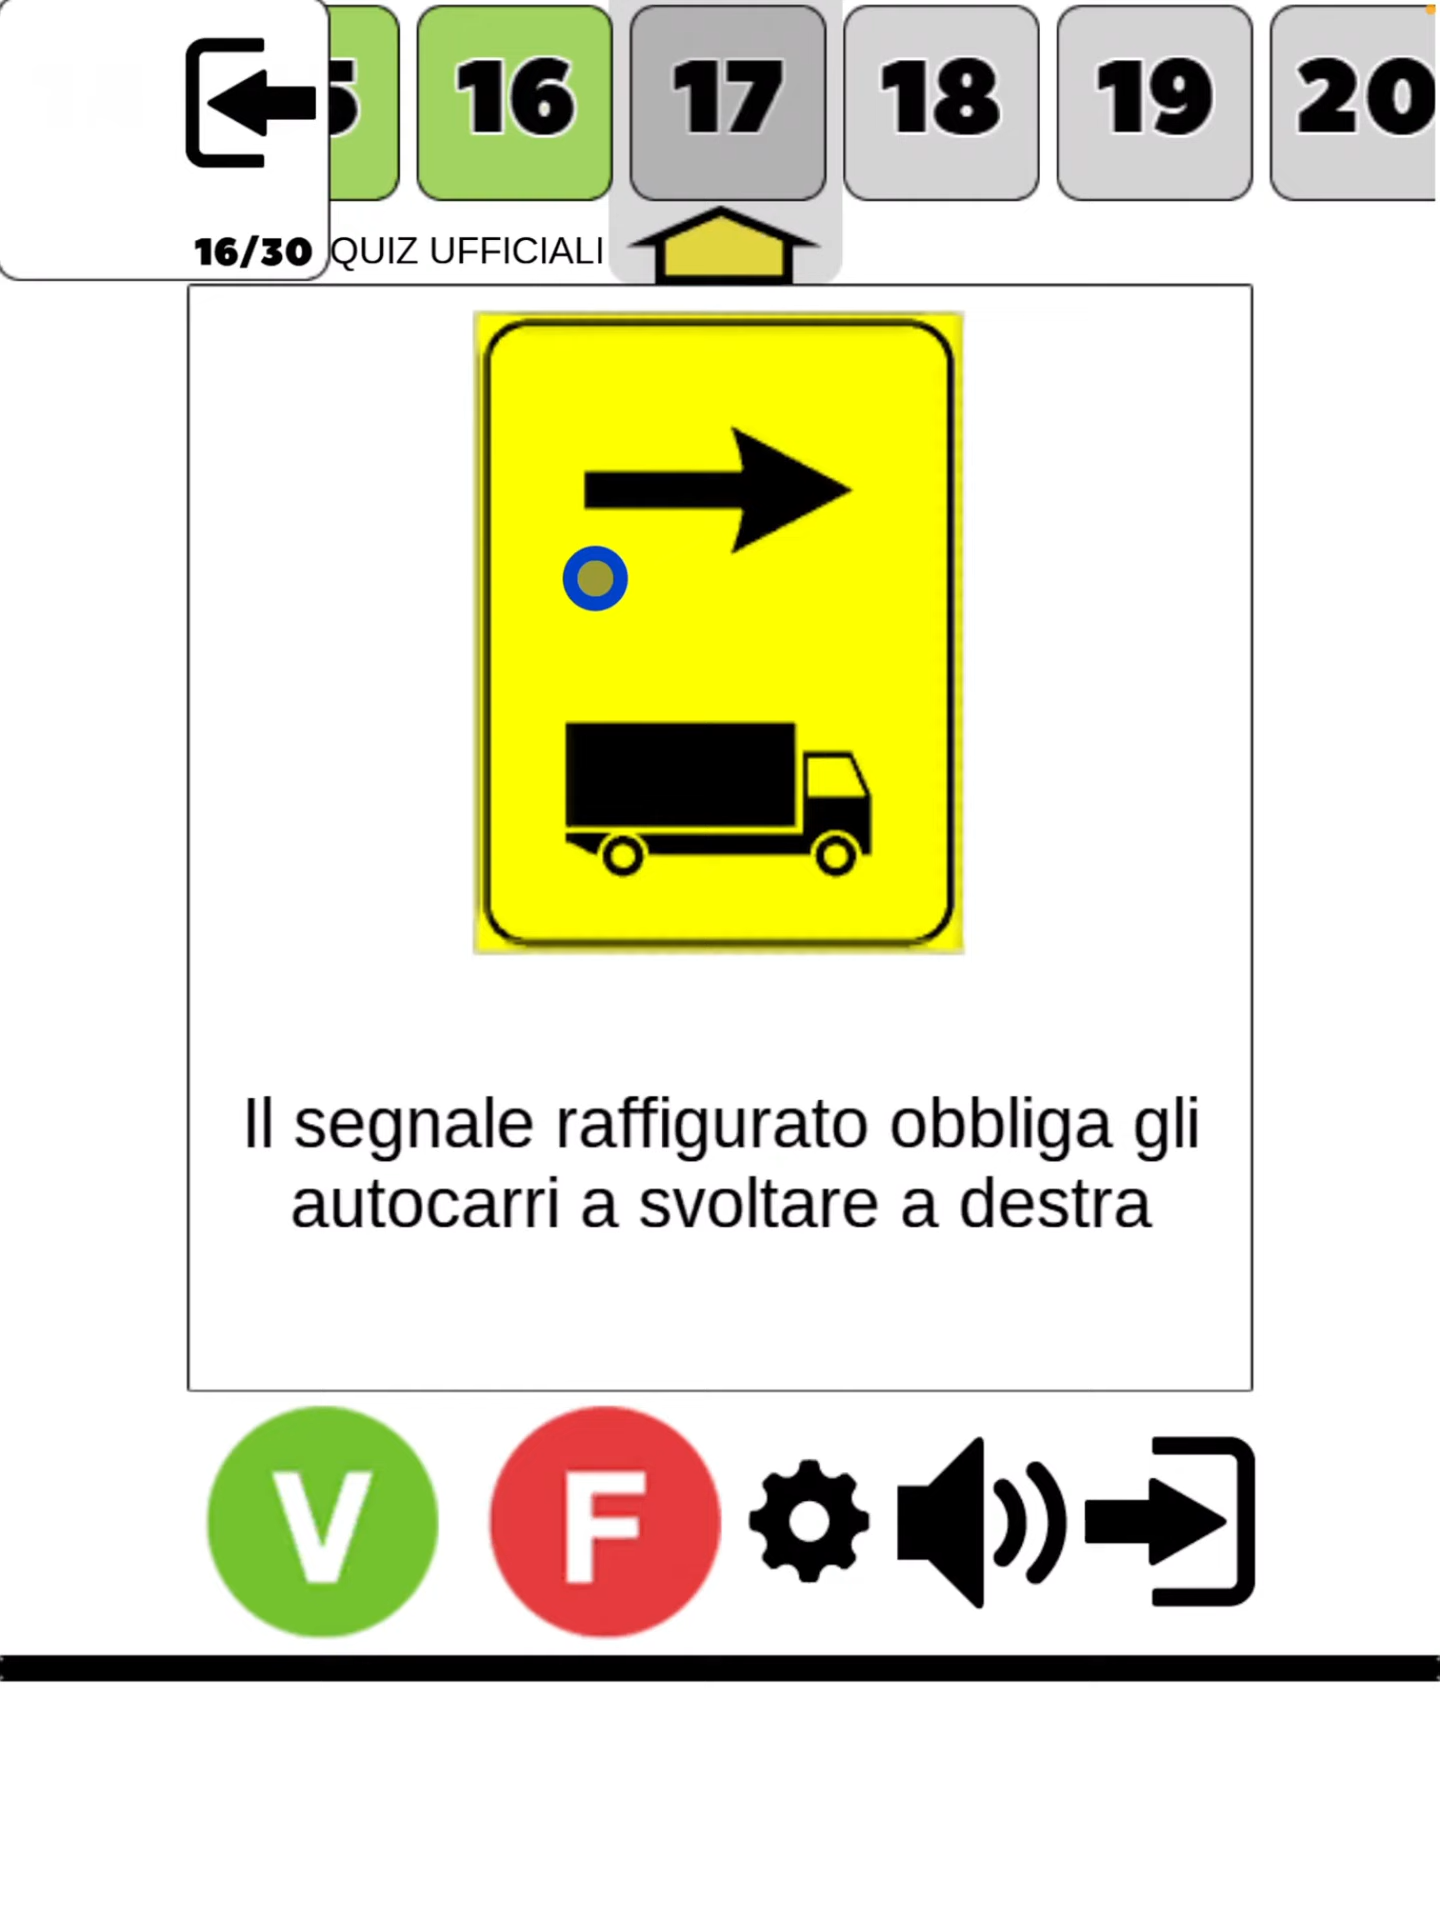 16
17
18
19
20
16/30
QUIZ UFFICIALI
Il segnale raffigurato obbliga gli
autocarri a svoltare a destra
V
F